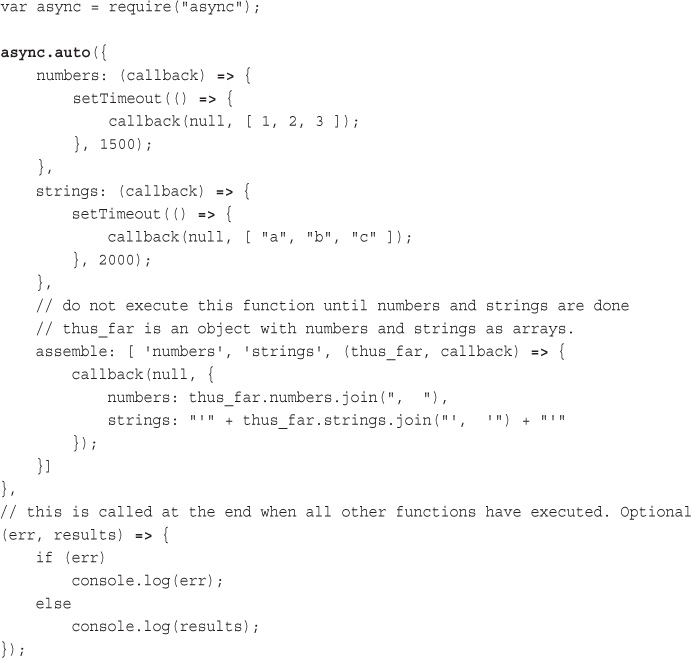 var async = require("async");

async.auto({
    numbers: (callback) => {
        setTimeout(() => {
            callback(null, [ 1, 2, 3 ]);
        }, 1500);
    },
    strings: (callback) => {
        setTimeout(() => {
            callback(null, [ "a", "b", "c" ]);
        }, 2000);
    },
    // do not execute this function until numbers and strings are done
    // thus_far is an object with numbers and strings as arrays.
    assemble: [ 'numbers', 'strings', (thus_far, callback) => {
        callback(null, {
            numbers: thus_far.numbers.join(",  "),
            strings: "'" + thus_far.strings.join("',  '") + "'"
        });
    }]
},
// this is called at the end when all other functions have executed. Optional
(err, results) => {
    if (err)
        console.log(err);
    else
        console.log(results);
});